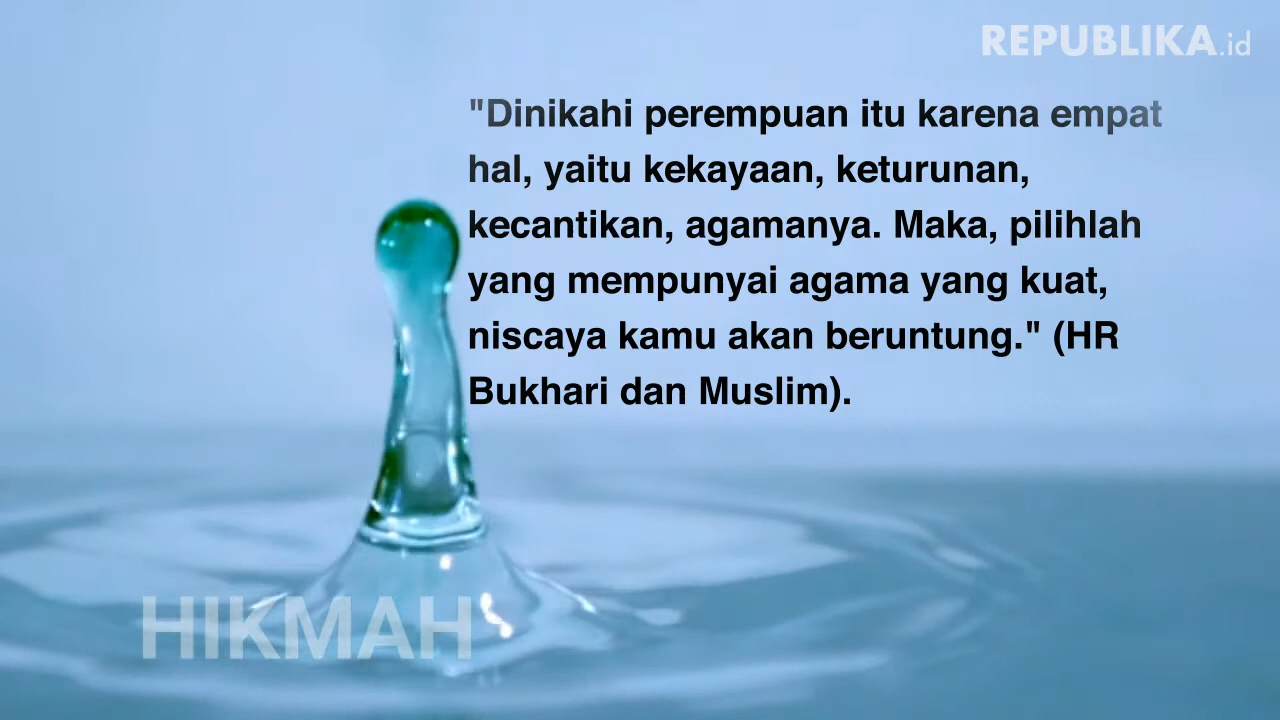 REPUBLIKA.id
"Dinikahi perempuan itu karena empat
hal, yaitu kekayaan, keturunan,
kecantikan, agamanya. Maka, pilihlah
yang mempunyai agama yang kuat,
niscaya kamu akan beruntung." (HR
Bukhari dan Muslim).
HIKMAH